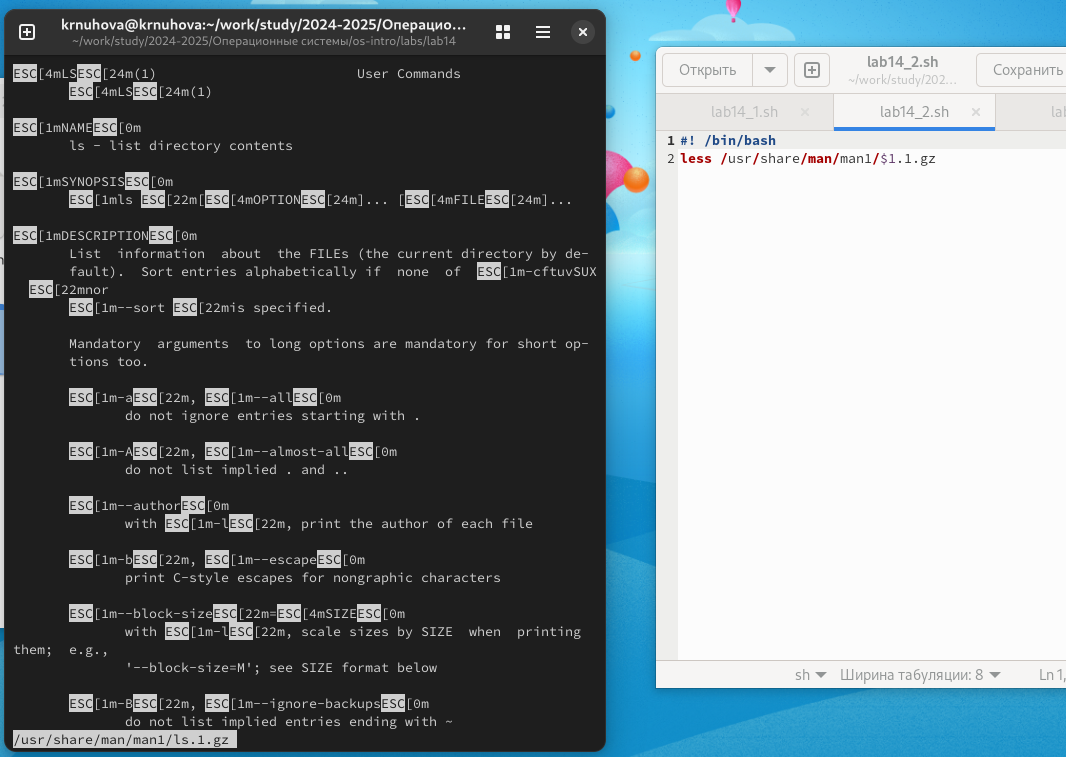 krnuhova@krnuhova:~/work/study/2024-2025/Операцио...
~/work/study/2024-2025/Операционные системы/os-intro/labs/lab14
ESC[4mLSESC[24m(1)                         User Commands
       ESC[4mLSESC[24m(1)
ESC[1mNAMEESC[0m
       ls - list directory contents
ESC[1mSYNOPSISESC[0m
       ESC[1mls ESC[22m[ESC[4mOPTIONESC[24m]... [ESC[4mFILEESC[24m]...
ESC[1mDESCRIPTIONESC[0m
       List  information  about  the FILEs (the current directory by de-
       fault).  Sort entries alphabetically if  none  of  ESC[1m-cftuvSUX
  ESC[22mnor
       ESC[1m--sort ESC[22mis specified.
       Mandatory  arguments  to long options are mandatory for short op-
       tions too.
       ESC[1m-aESC[22m, ESC[1m--allESC[0m
              do not ignore entries starting with .
       ESC[1m-AESC[22m, ESC[1m--almost-allESC[0m
              do not list implied . and ..
       ESC[1m--authorESC[0m
              with ESC[1m-lESC[22m, print the author of each file
       ESC[1m-bESC[22m, ESC[1m--escapeESC[0m
              print C-style escapes for nongraphic characters
       ESC[1m--block-sizeESC[22m=ESC[4mSIZEESC[0m
              with ESC[1m-lESC[22m, scale sizes by SIZE  when  printing
them;  e.g.,
              '--block-size=M'; see SIZE format below
       ESC[1m-BESC[22m, ESC[1m--ignore-backupsESC[0m
              do not list implied entries ending with ~
/usr/share/man/man1/ls.1.gz
Открыть
lab14_2.sh
~/work/study/202...
Сохранить
lab14_1.sh × lab14_2.sh × lab
1 #! /bin/bash
2 less /usr/share/man/man1/$1.1.gz
sh Ширина табуляции: 8 Ln 1,